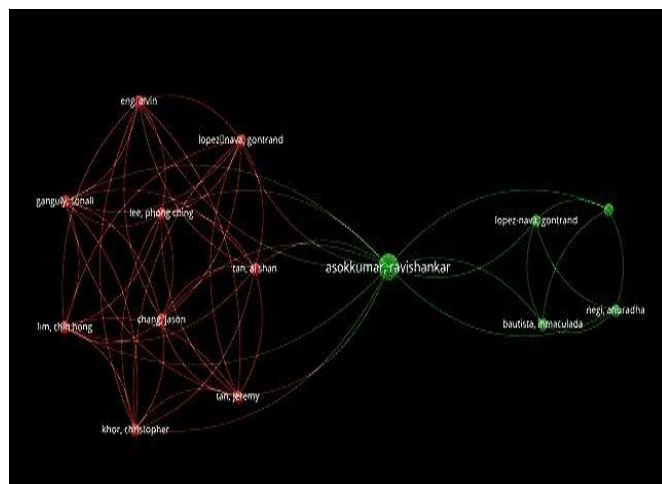 eng, alvin
lopez�nava, gontrand
ganguly, sonali
lee, phong ching
lopez-nava, gontrand
asokkumar, ravishankar
tan, ai shan
negi, anuradha
chang, jason
bautista, inmaculada
lim, chin hong
tan, jeremy
khor, christopher